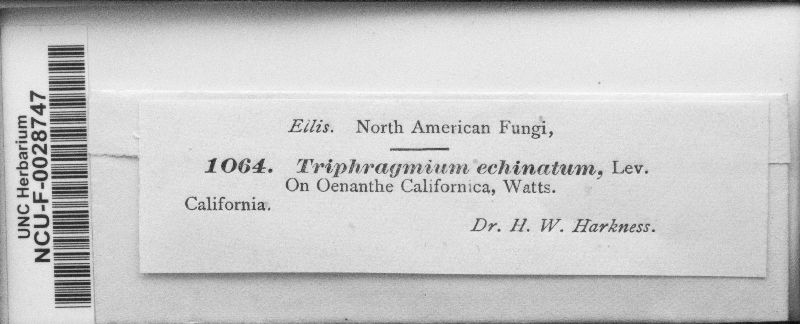 UNC Herbarium
NCU-F-0028747
Ellis. North American Fungi,
1064. Triphragmium echinatum, Lev.
On Oenanthe Californica, Watts.
California.
Dr. H. W. Harkness.